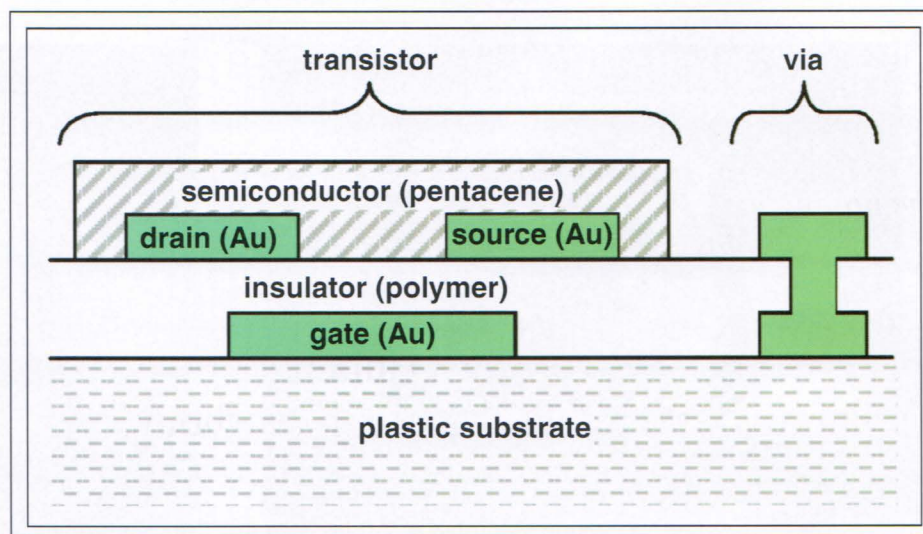 transistor via
semiconductor (pentacene)
drain (Au) source (Au)
insulator (polymer)
gate (Au)
plastic substrate